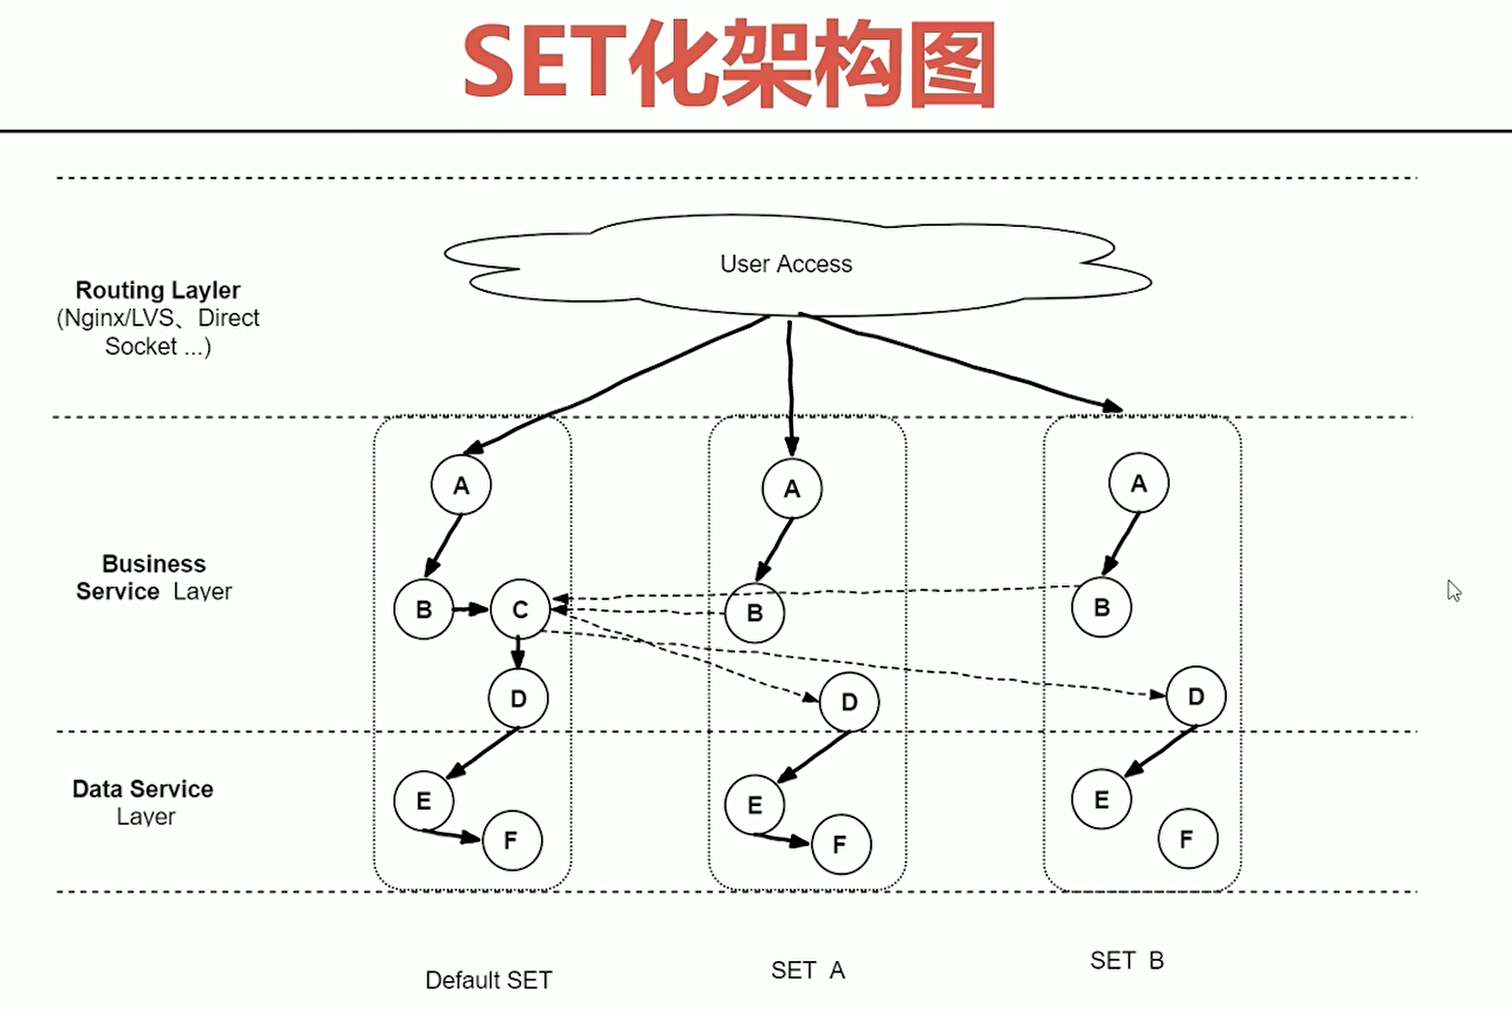 SET化架构图
User Access
Routing Layler
(Nginx/LVS、Direct
Socket ...)
A
A
A
Business
Service Layer
B
C
B
B
D
D
D
Data Service
Layer
E
F
E
F
E
F
Default SET
SET A
SET B